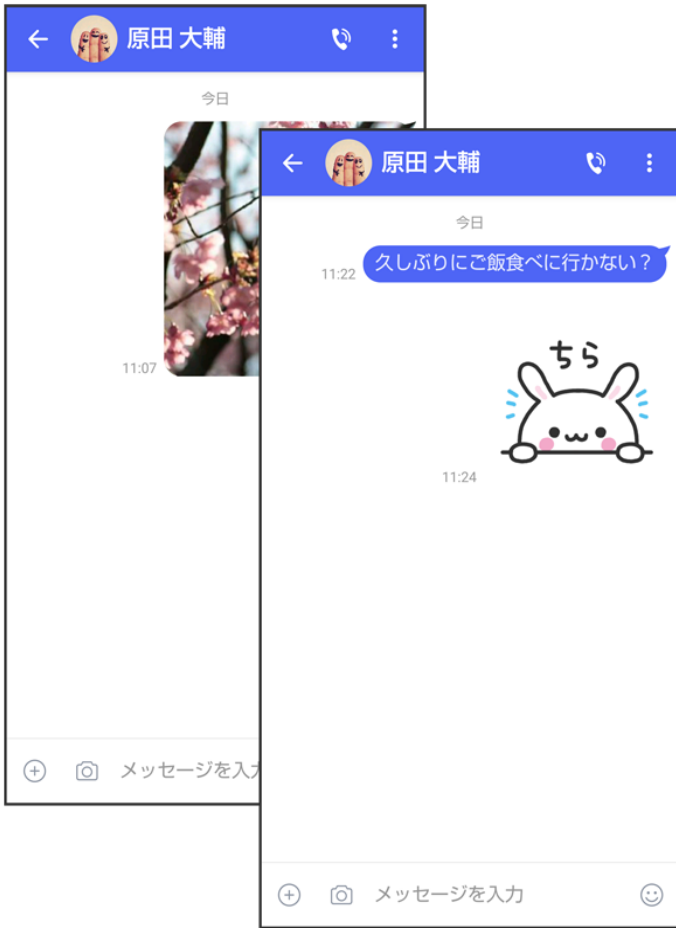 原田 大輔
今日
11:07
メッセージを入
原田 大輔
今日
久しぶりにご飯食べに行かない？
11:22
ちら
11:24
メッセージを入力